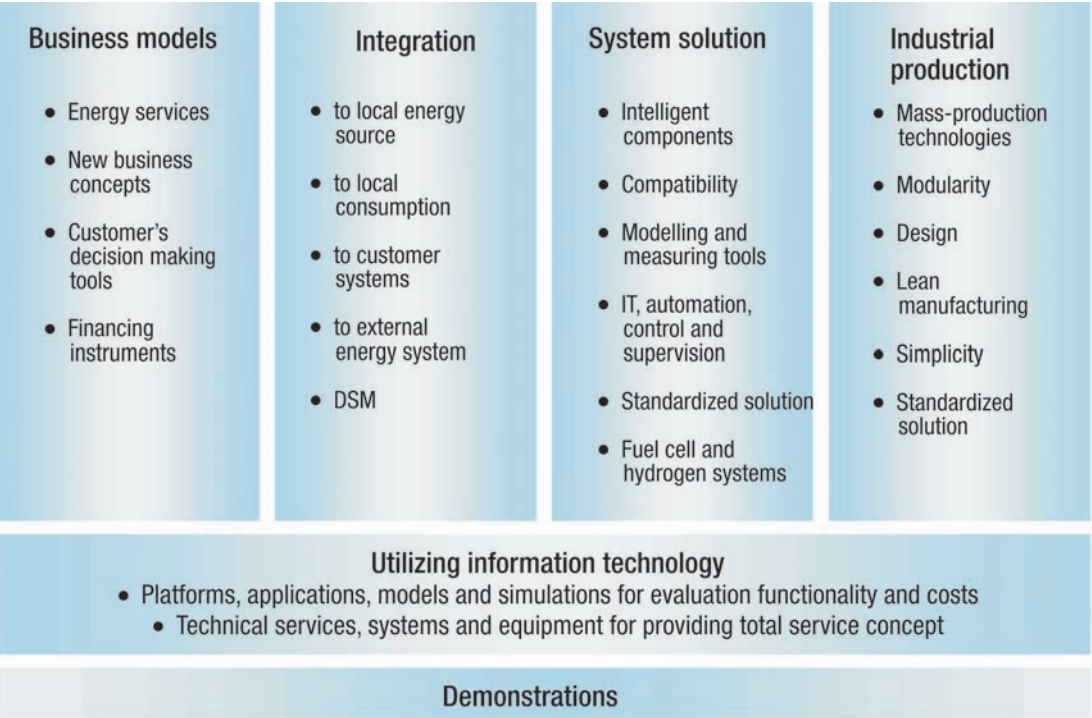 Business models
• Energy services
• New business
concepts
• Customer's
decision making
tools
• Financing
instruments
Integration
• to local energy
source
• to local
consumption
• to customer
systems
• to external
energy system
• DSM
System solution
• Intelligent
components
• Compatibility
• Modelling and
measuring tools
• IT, automation,
control and
supervision
• Standardized solution
• Fuel cell and
hydrogen systems
Industrial
production
• Mass-production
technologies
• Modularity
• Design
• Lean
manufacturing
• Simplicity
• Standardized
solution
Utilizing information technology
• Platforms, applications, models and simulations for evaluation functionality and costs
• Technical services, systems and equipment for providing total service concept
Demonstrations